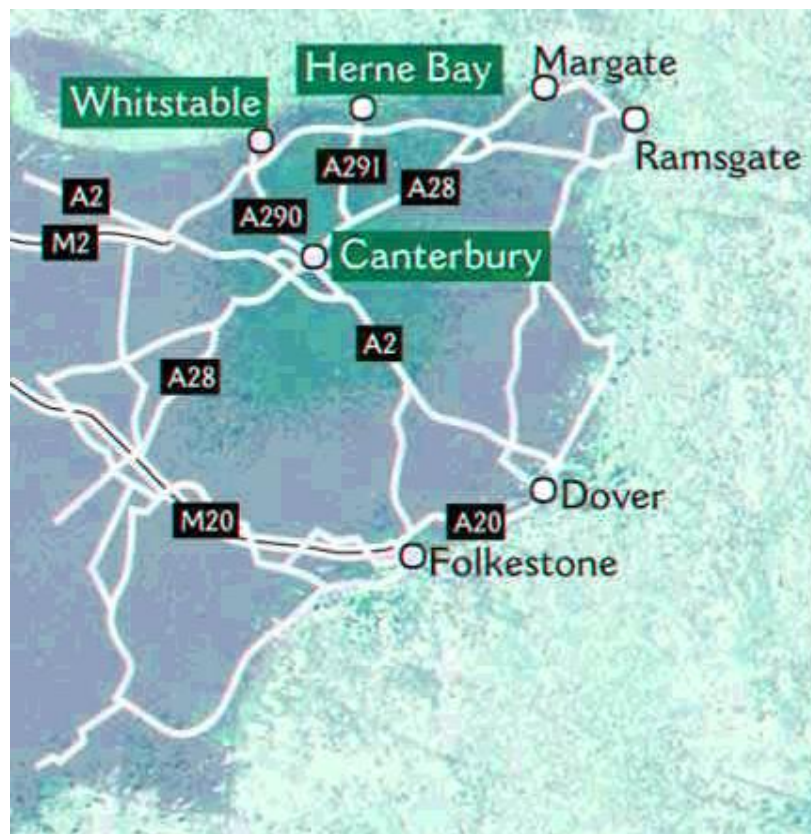 Herne Bay
Margate
Whitstable
Ramsgate
A291
A28
A2
A290
M2
Canterbury
A2
A28
Dover
M20
A20
Folkestone